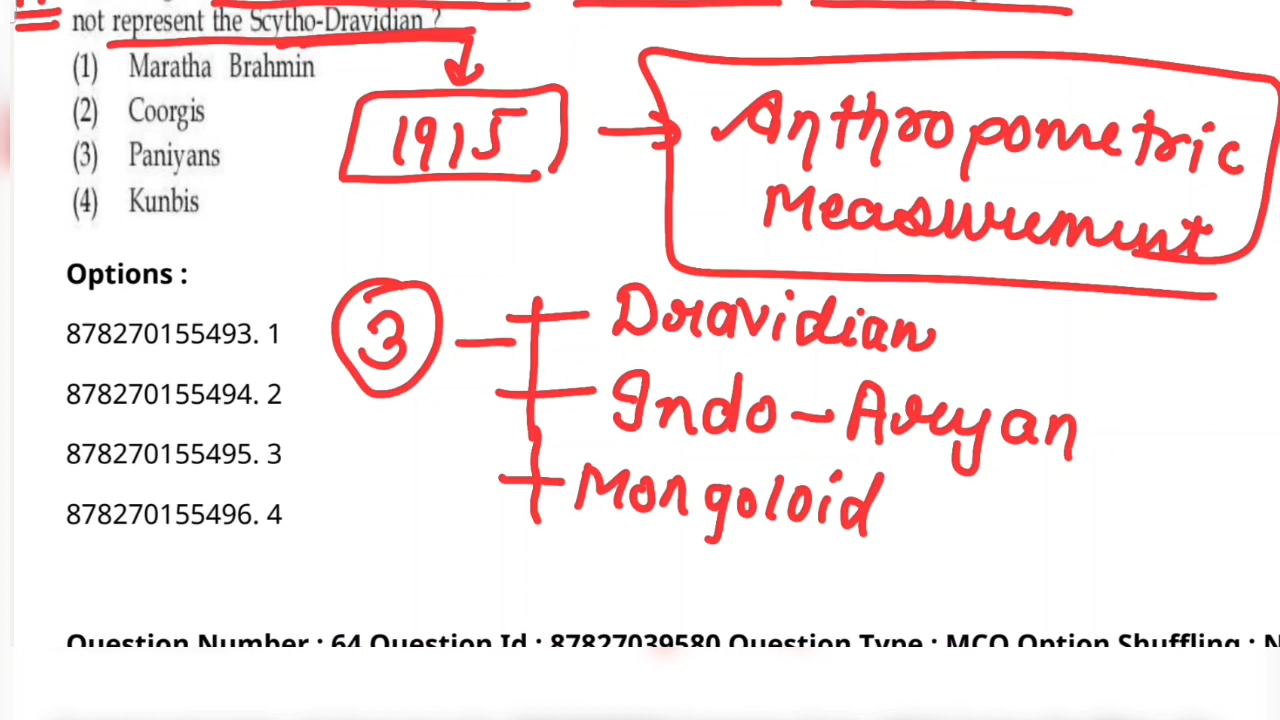 not represent the Scytho-Dravidian ?
(1) Maratha Brahmin
(2) Coorgis
(3) Paniyans
(4) Kunbis
1915
Anthropometric
Measurement
Options :
878270155493. 1
878270155494. 2
878270155495. 3
878270155496. 4
3
Dravidian
Indo-Aryan
Mongoloid
Question Number : 64 Question Id : 87827039580 Question Type : MCQ Option Shuffling : N